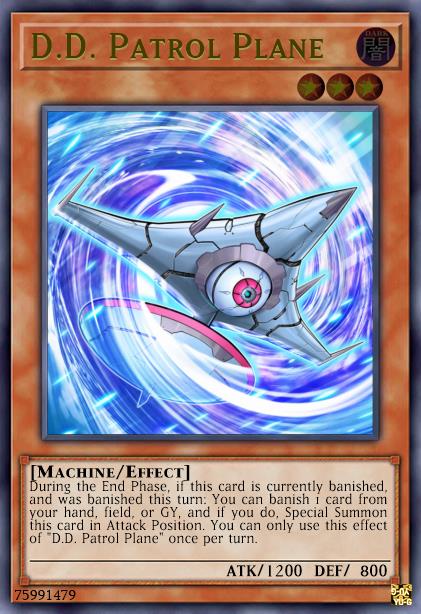 D.D. Patrol Plane
DARK
闇
[Machine/Effect]
During the End Phase, if this card is currently banished,
and was banished this turn: You can banish 1 card from
your hand, field, or GY, and if you do, Special Summon
this card in Attack Position. You can only use this effect
of "D.D. Patrol Plane" once per turn.
ATK/1200 DEF/ 800
75991479